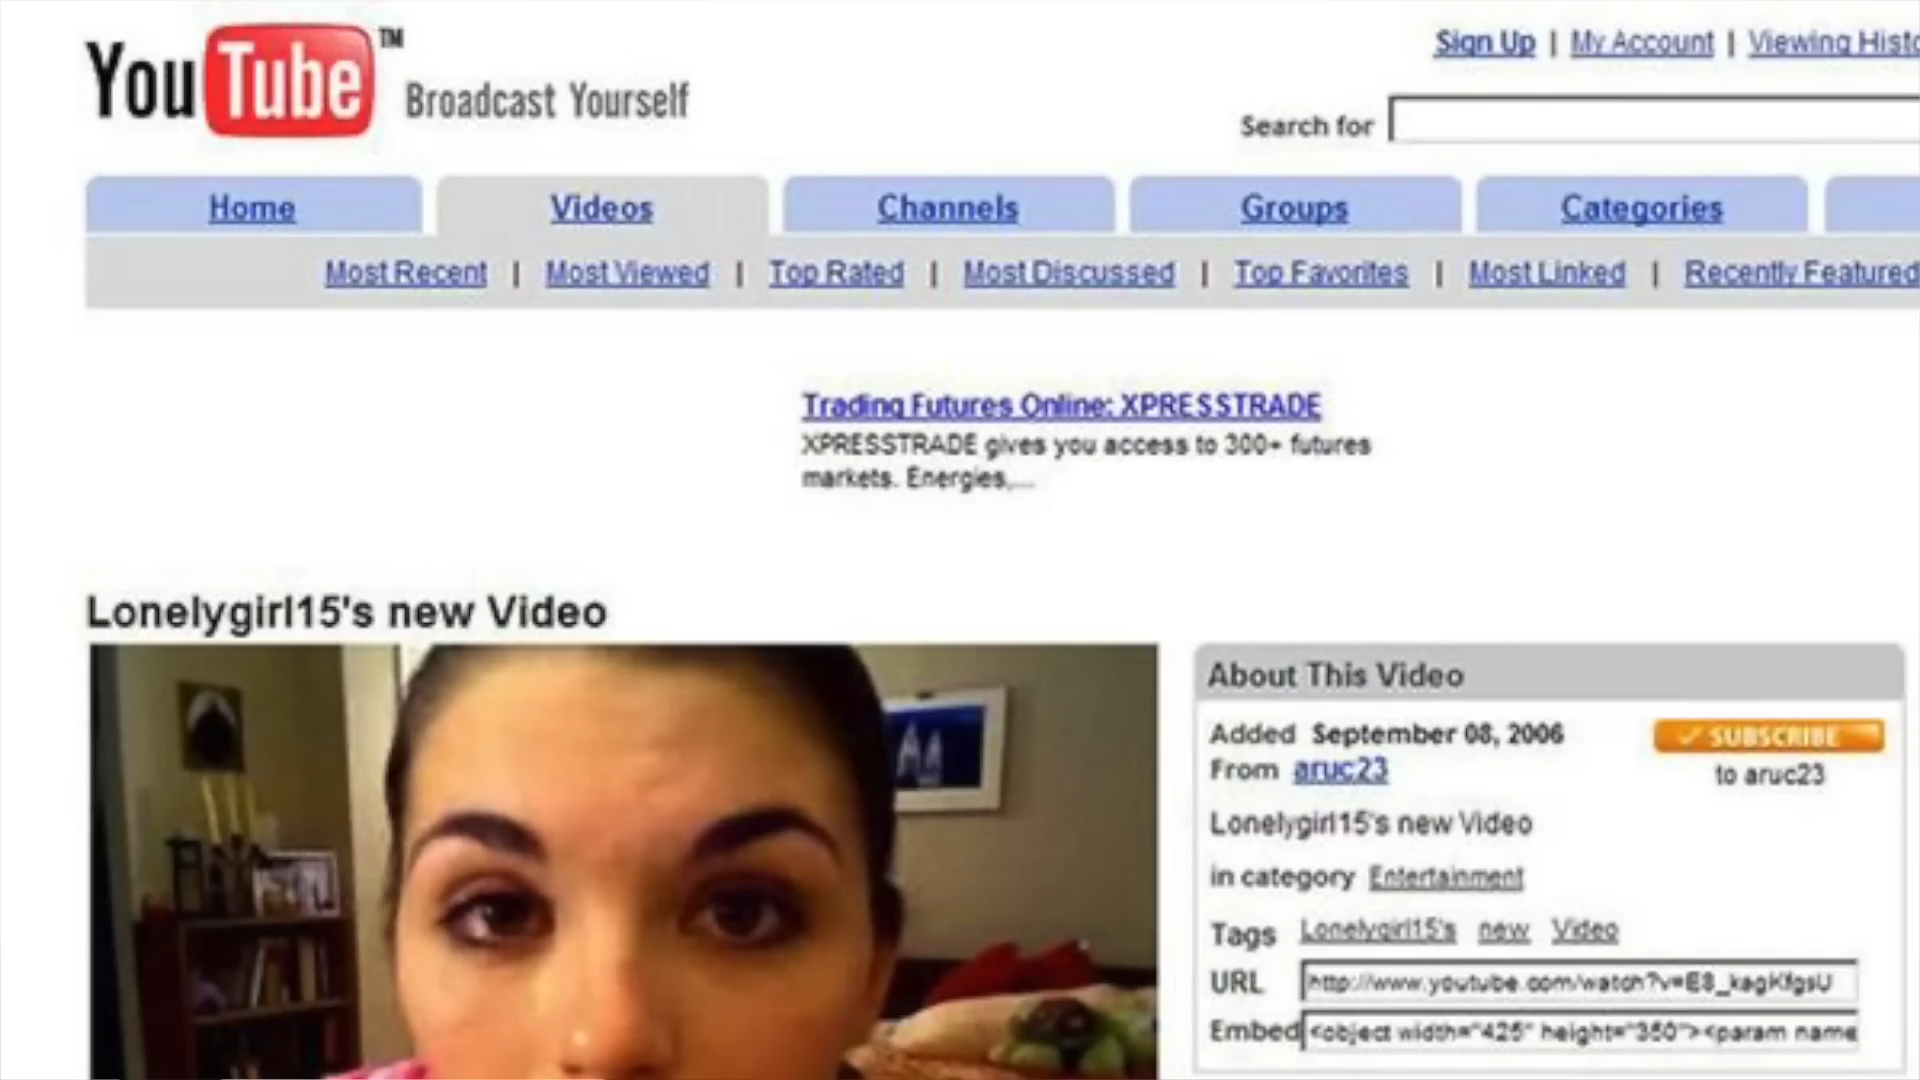 YouTube™ Broadcast Yourself
Sign Up | My Account | Viewing Histo
Search for
Home Videos Channels Groups Categories
Most Recent | Most Viewed | Top Rated | Most Discussed | Top Favorites | Most Linked | Recently Featured
Trading Futures Online: XPRESSTRADE
XPRESSTRADE gives you access to 300+ futures
markets. Energies,...
Lonelygirl15's new Video
About This Video
Added September 08, 2006
SUBSCRIBE
From aruc23
to aruc23
Lonelygirl15's new Video
in category Entertainment
Tags Lonelygirl15's new Video
URL http://www.youtube.com/watch?v=E8_kagKfgsU
Embed <object width="425" height="350"><param name